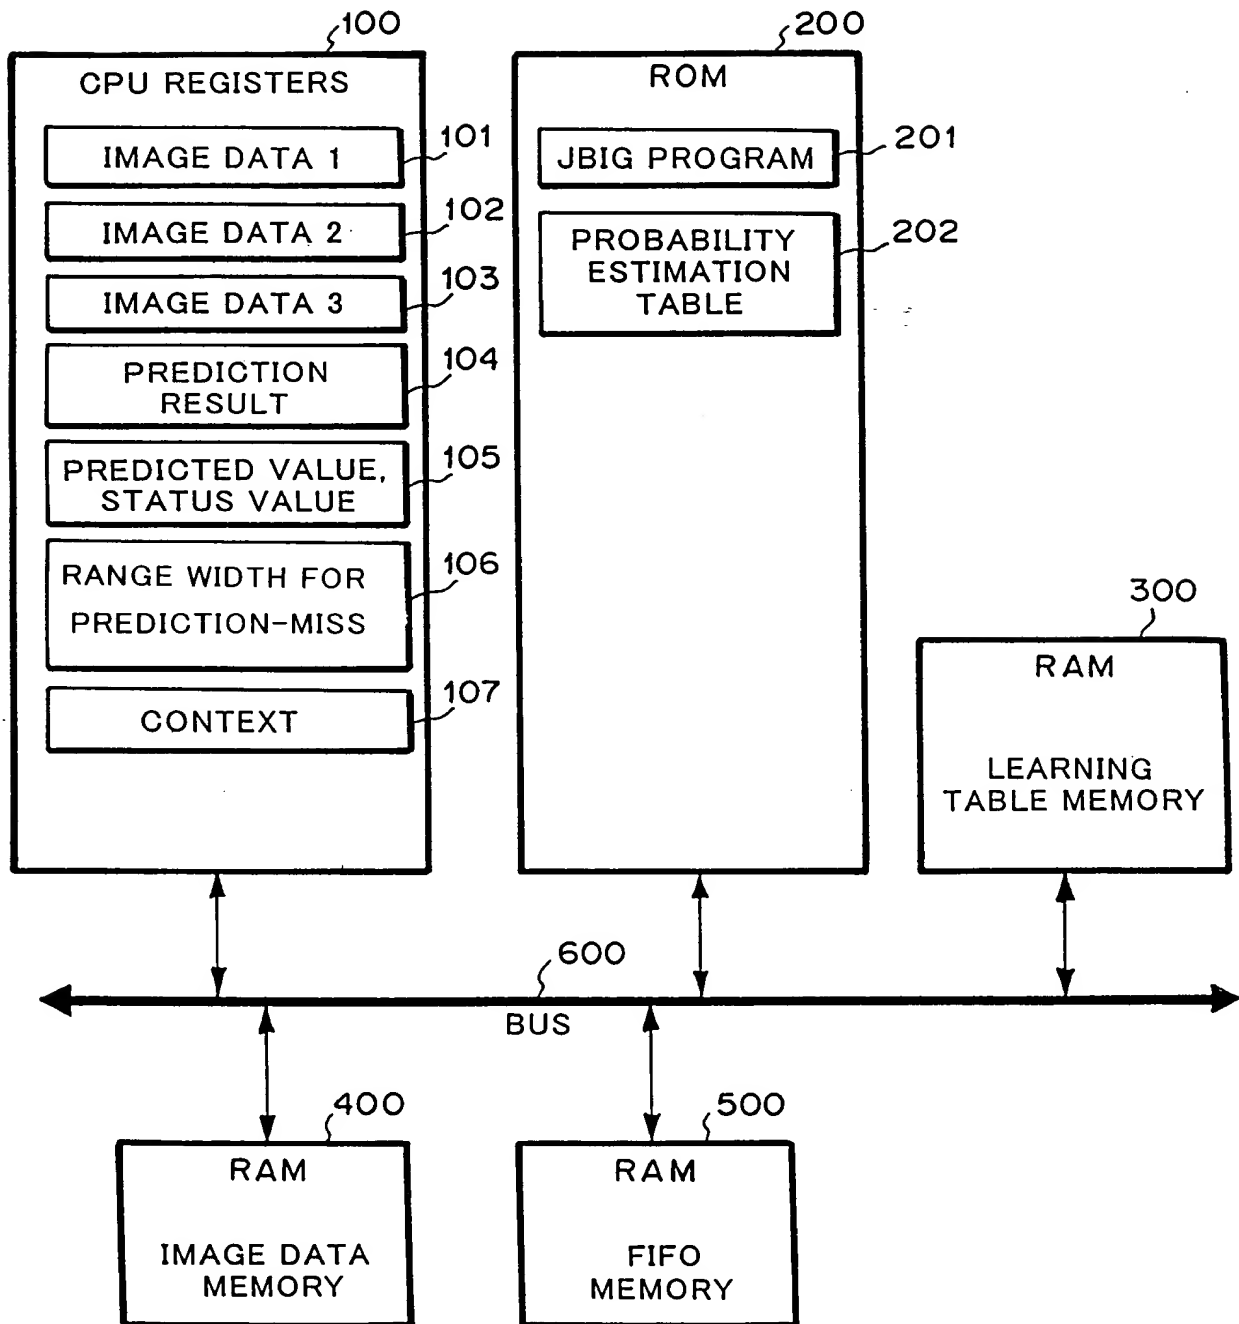 100
CPU REGISTERS
IMAGE DATA 1
101
IMAGE DATA 2
102
IMAGE DATA 3
103
PREDICTION
RESULT
104
PREDICTED VALUE,
STATUS VALUE
105
RANGE WIDTH FOR
PREDICTION-MISS
106
CONTEXT
107
200
ROM
JBIG PROGRAM
201
PROBABILITY
ESTIMATION
TABLE
202
300
RAM
LEARNING
TABLE MEMORY
600
BUS
400
RAM
IMAGE DATA
MEMORY
500
RAM
FIFO
MEMORY